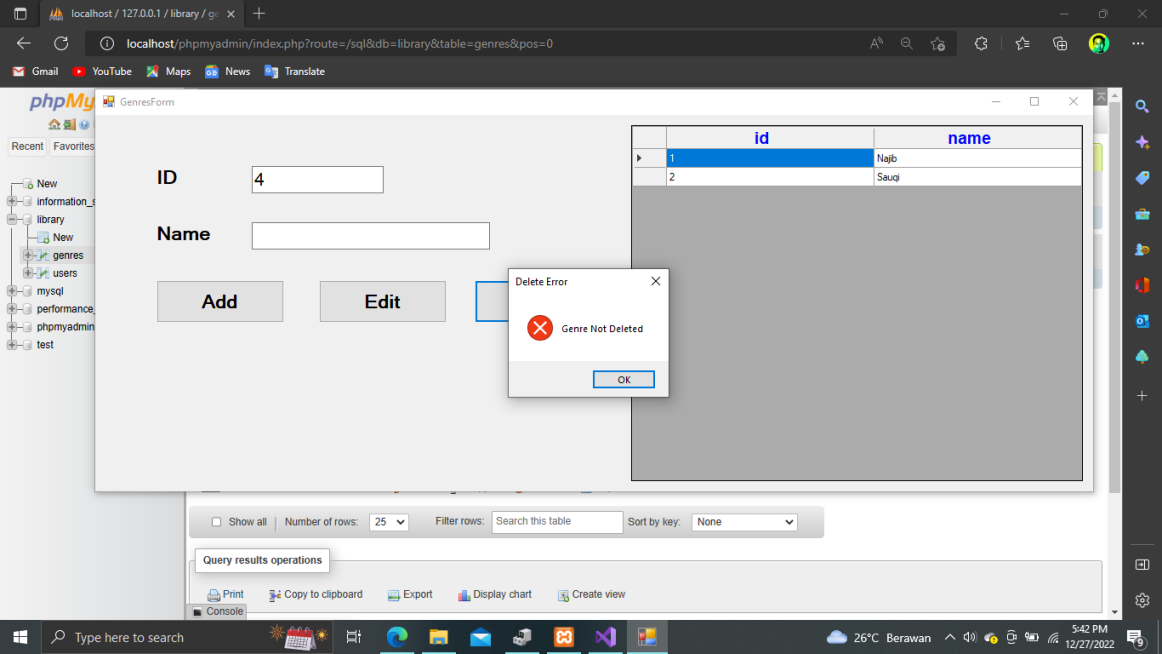 localhost / 127.0.0.1 / library / ge
localhost/phpmyadmin/index.php?route=/sql&db=library&table=genres&pos=0
Gmail YouTube Maps News Translate
phpMy
GenresForm
Recent Favorites
New
information_s
library
New
genres
users
mysql
performance_
phpmyadmin
test
ID 4
Name
Add Edit
id name
1 Najib
2 Sauqi
Delete Error
Genre Not Deleted
OK
Show all Number of rows: 25 Filter rows: Search this table Sort by key: None
Query results operations
Print Copy to clipboard Export Display chart Create view
Console
Type here to search
26°C Berawan
5:42 PM
12/27/2022
9